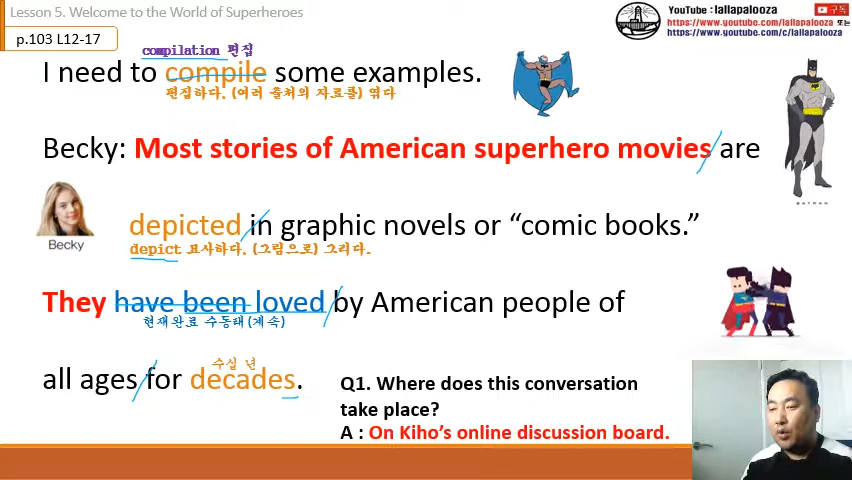 Lesson 5. Welcome to the World of Superheroes
YouTube : lallapalooza 구독
https://www.youtube.com/lallapalooza 또는
https://www.youtube.com/c/lallapalooza
p.103 L12-17
compilation 편집
I need to compile some examples.
편집하다. (여러 출처의 자료를) 엮다
Becky: Most stories of American superhero movies are
BATMAN
depicted in graphic novels or “comic books.”
Becky
depict 묘사하다. (그림으로) 그리다.
They have been loved by American people of
현재완료 수동태(계속)
수십 년
all ages for decades.
Q1. Where does this conversation
take place?
A : On Kiho’s online discussion board.